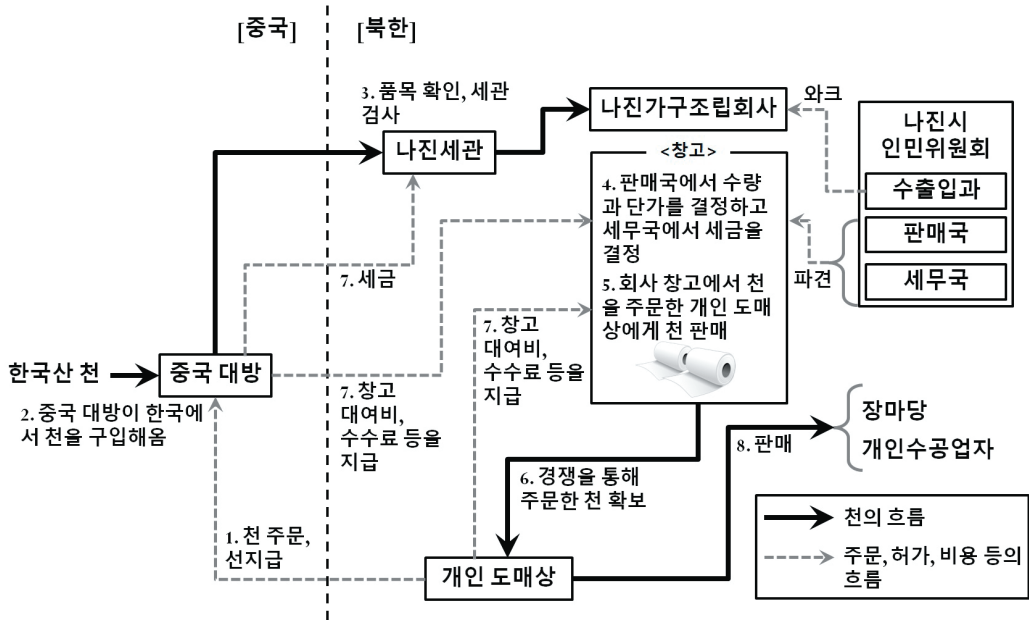 [중국]
[북한]
3. 품목 확인, 세관
검사
나진세관
나진가구조립회사
와크
나진시
인민위원회
수출입과
판매국
세무국
파견
<창고>
4. 판매국에서 수량
과 단가를 결정하고
세무국에서 세금을
결정
5. 회사 창고에서 천
을 주문한 개인 도매
상에게 천 판매
7. 세금
한국산 천
중국 대방
2. 중국 대방이 한국에
서 천을 구입해옴
7. 창고
대여비,
수수료 등을
지급
7. 창고
대여비,
수수료 등을
지급
6. 경쟁을 통해
주문한 천 확보
8. 판매
장마당
개인수공업자
1. 천 주문,
선지급
개인 도매상
천의 흐름
주문, 허가, 비용 등의
흐름